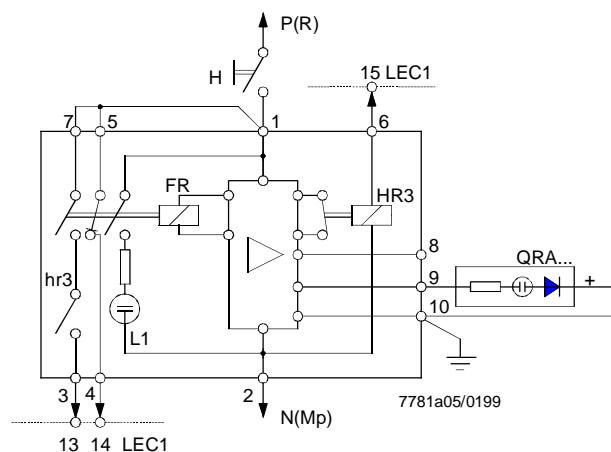 P(R)
H
15 LEC1
7
5
1
6
FR
HR3
8
QRA...
9
+
hr3
10
L1
3
4
2
7781a05/0199
N(Mp)
13 14 LEC1